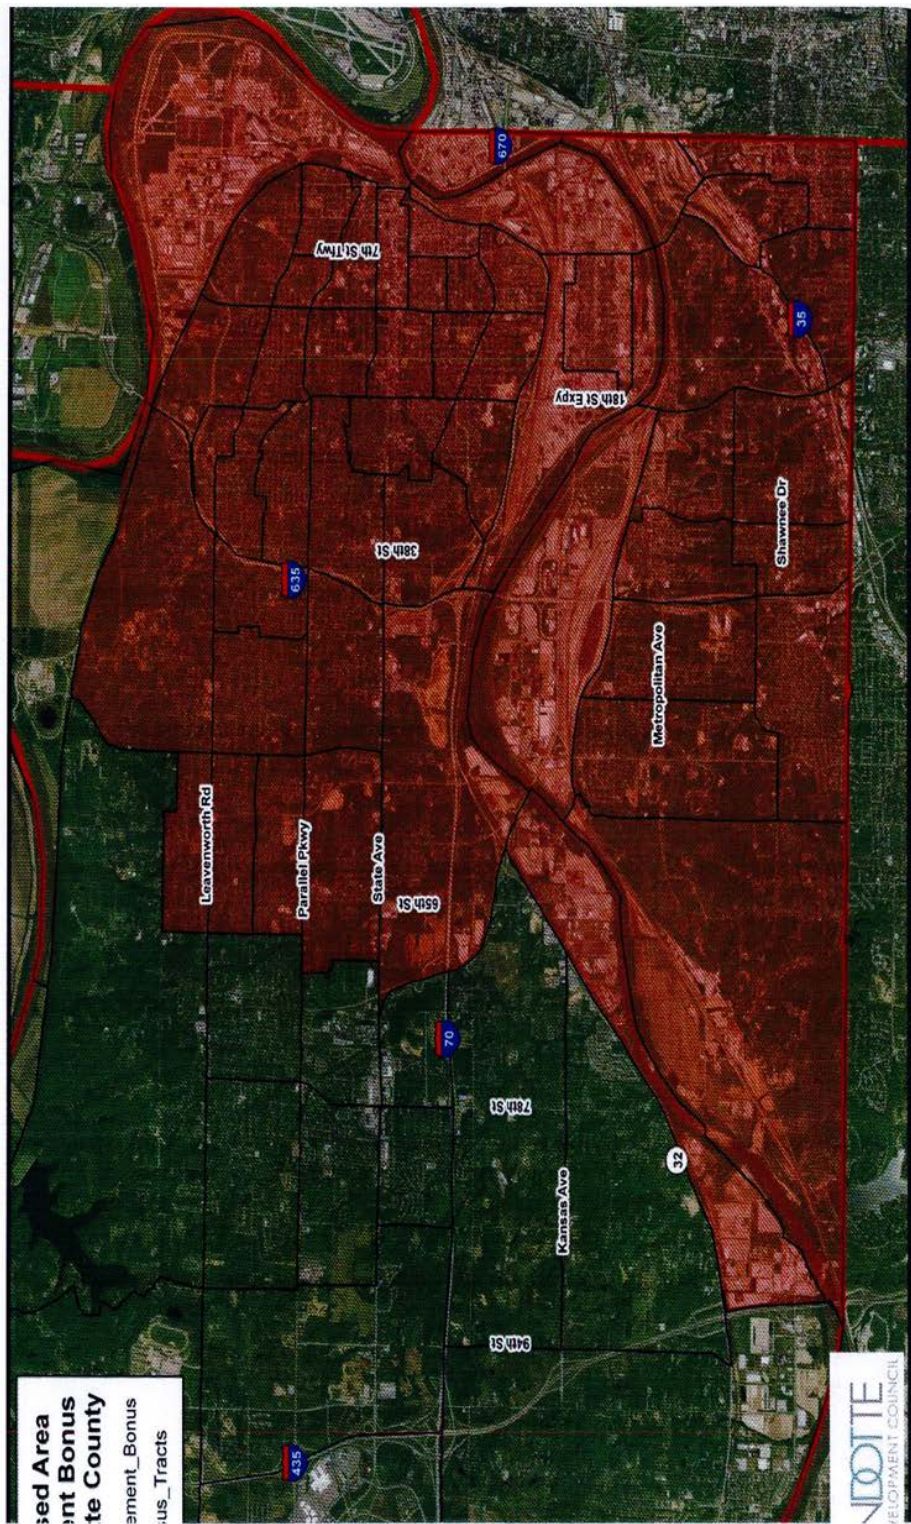 sed Area
ent Bonus
te County
ement_Bonus
us_Tracts
Leavenworth Rd
Parallel Pkwy
State Ave
Kansas Ave
Metropolitan Ave
Shawnee Dr
94th St
78th St
65th St
38th St
18th St Expy
7th St Tfwy
435
70
635
670
35
32
NDOTTE
VELOPMENT COUNCIL